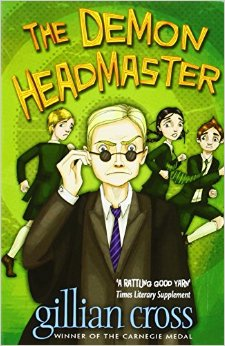 THE DEMON
HEADMASTER
'A RATTLING GOOD YARN'
Times Literary Supplement
gillian cross
WINNER OF THE CARNEGIE MEDAL